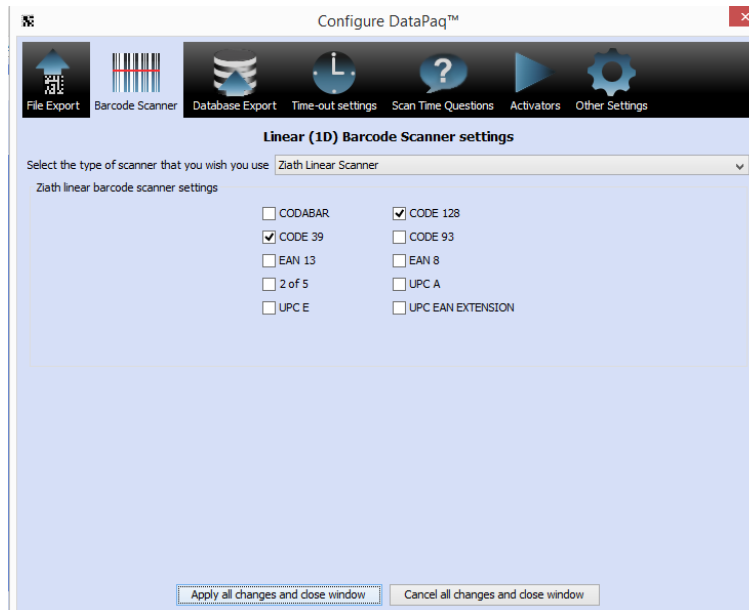 Configure DataPaq™
File Export Barcode Scanner Database Export Time-out settings Scan Time Questions Activators Other Settings
Linear (1D) Barcode Scanner settings
Select the type of scanner that you wish you use Ziath Linear Scanner
Ziath linear barcode scanner settings
CODABAR CODE 128
CODE 39 CODE 93
EAN 13 EAN 8
2 of 5 UPC A
UPC E UPC EAN EXTENSION
Apply all changes and close window Cancel all changes and close window